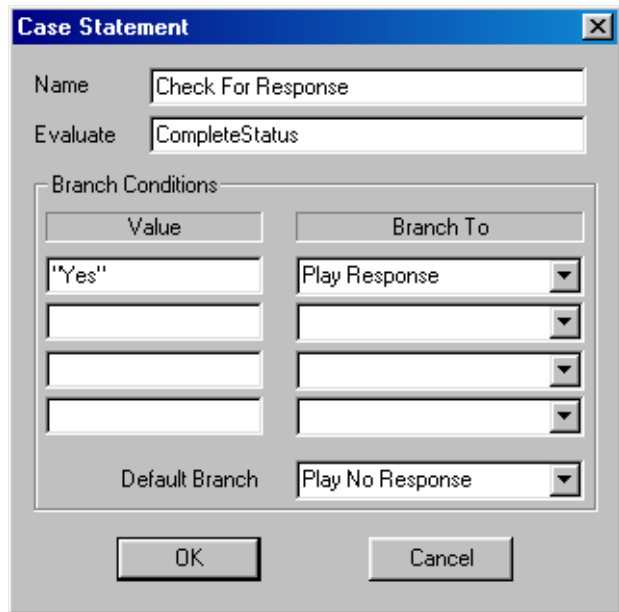 Case Statement
Name Check For Response
Evaluate CompleteStatus
Branch Conditions
Value Branch To
"Yes" Play Response
Default Branch Play No Response
OK Cancel